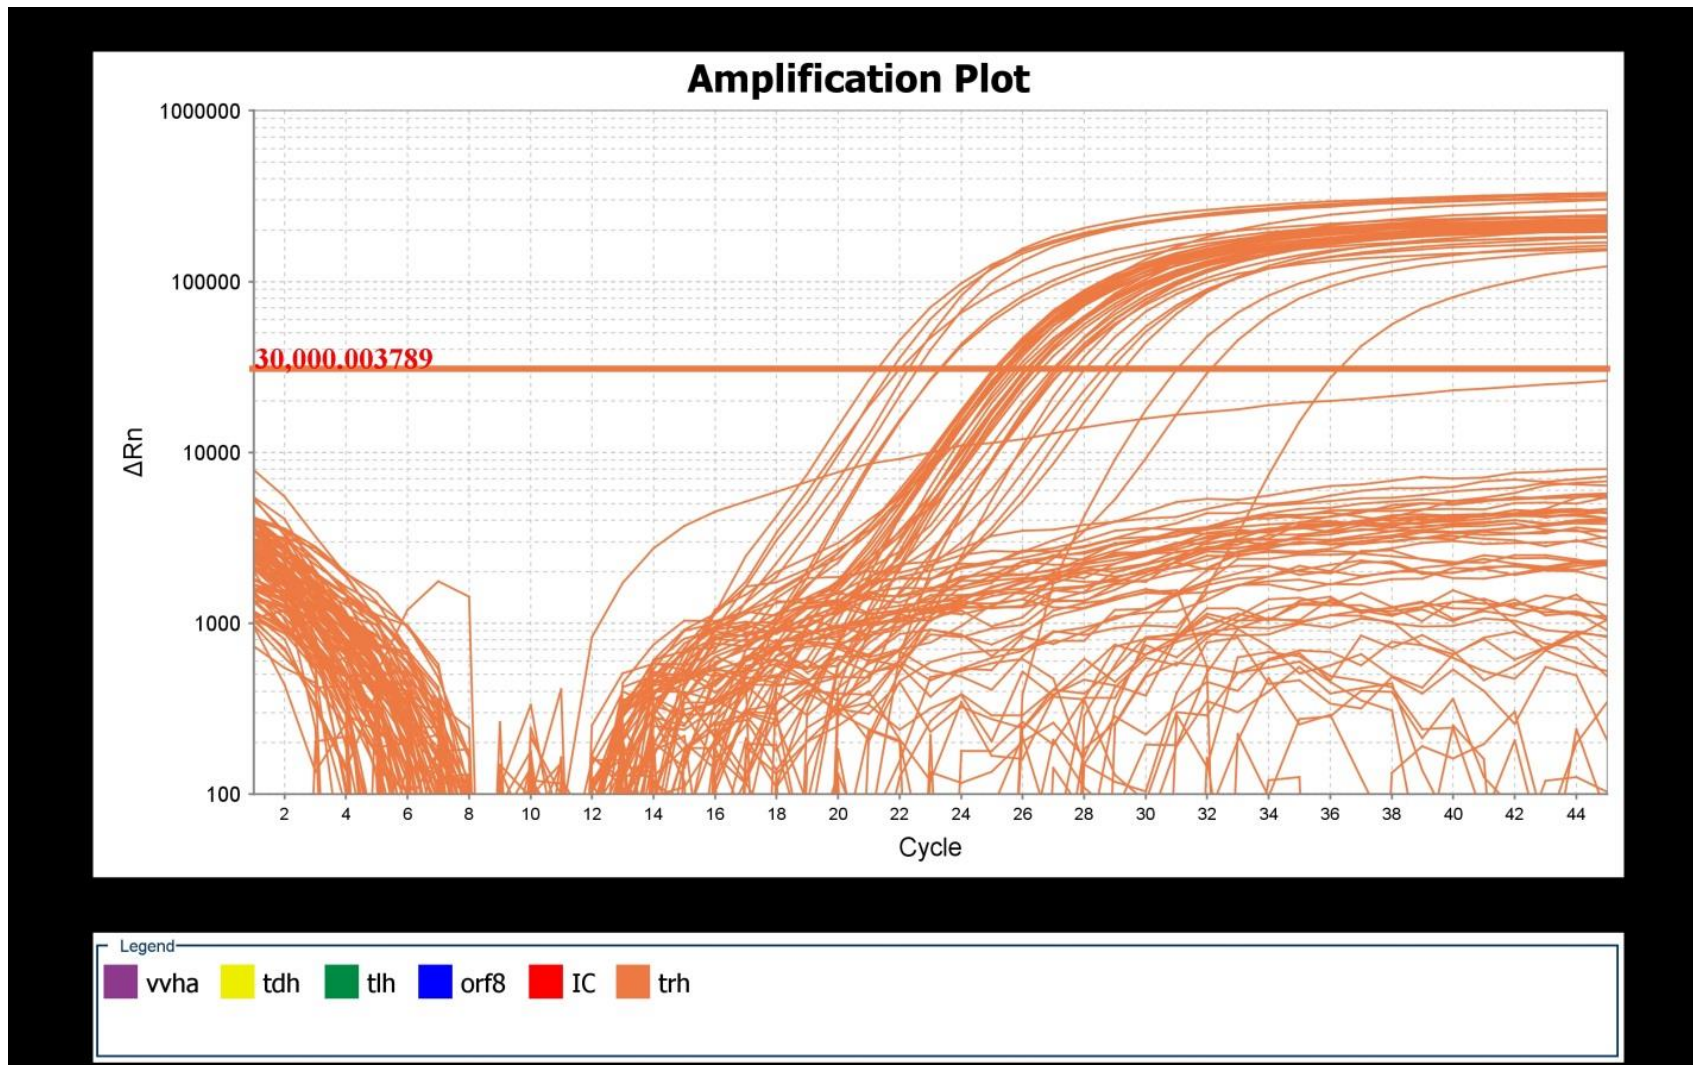 Amplification Plot
1000000
100000
30,000.003789
10000
1000
100
ΔRn
2 4 6 8 10 12 14 16 18 20 22 24 26 28 30 32 34 36 38 40 42 44
Cycle
Legend
vvha tdh tlh orf8 IC trh